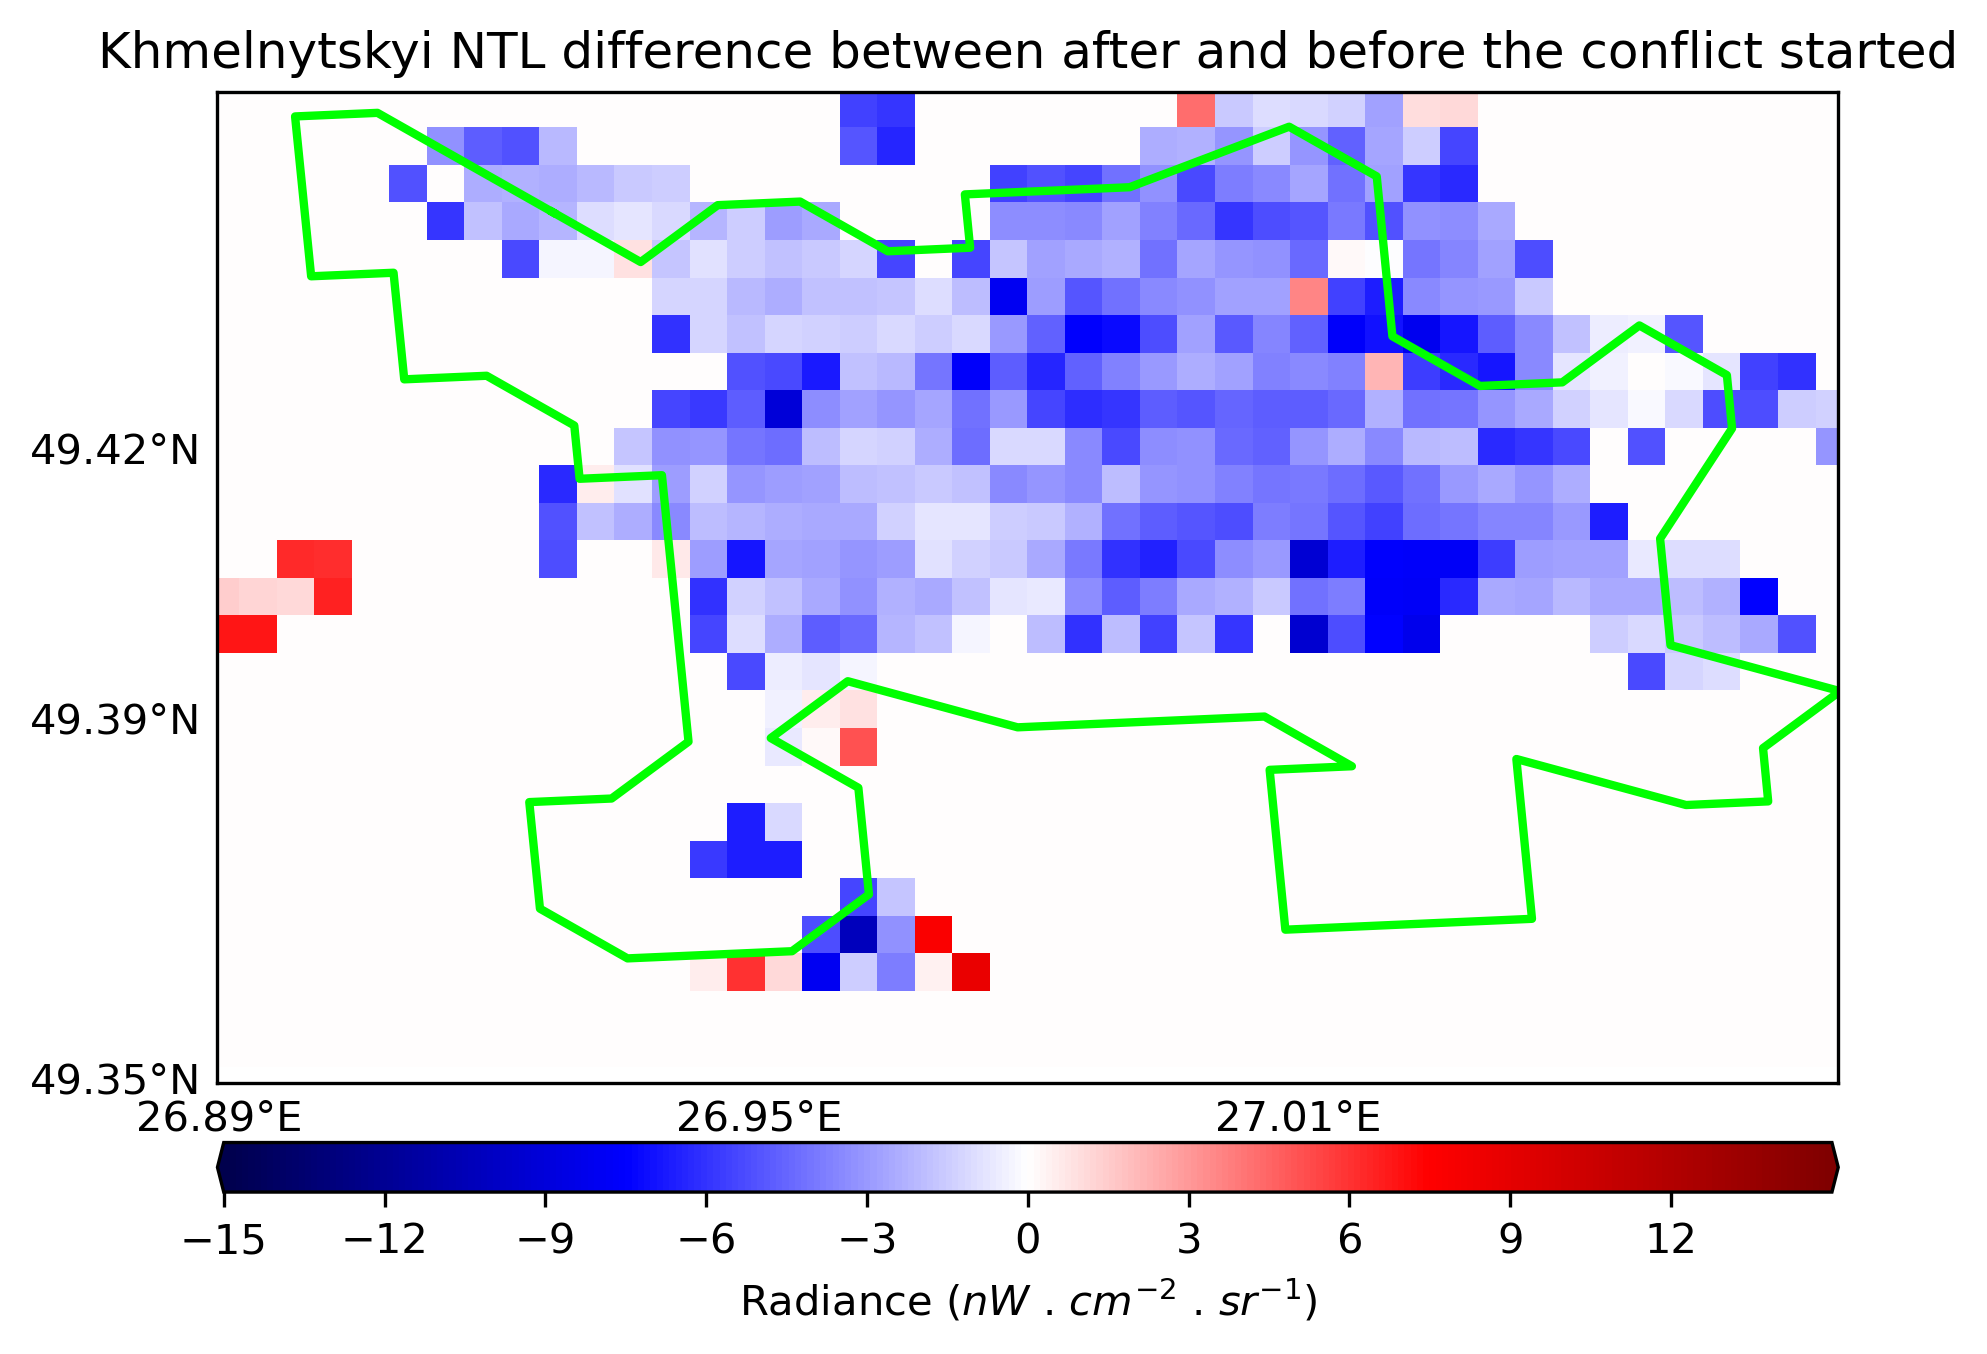 Khmelnytskyi NTL difference between after and before the conflict started
49.42°N
49.39°N
49.35°N
26.89°E 26.95°E 27.01°E
−15 −12 −9 −6 −3 0 3 6 9 12
Radiance (nW . cm⁻² . sr⁻¹)